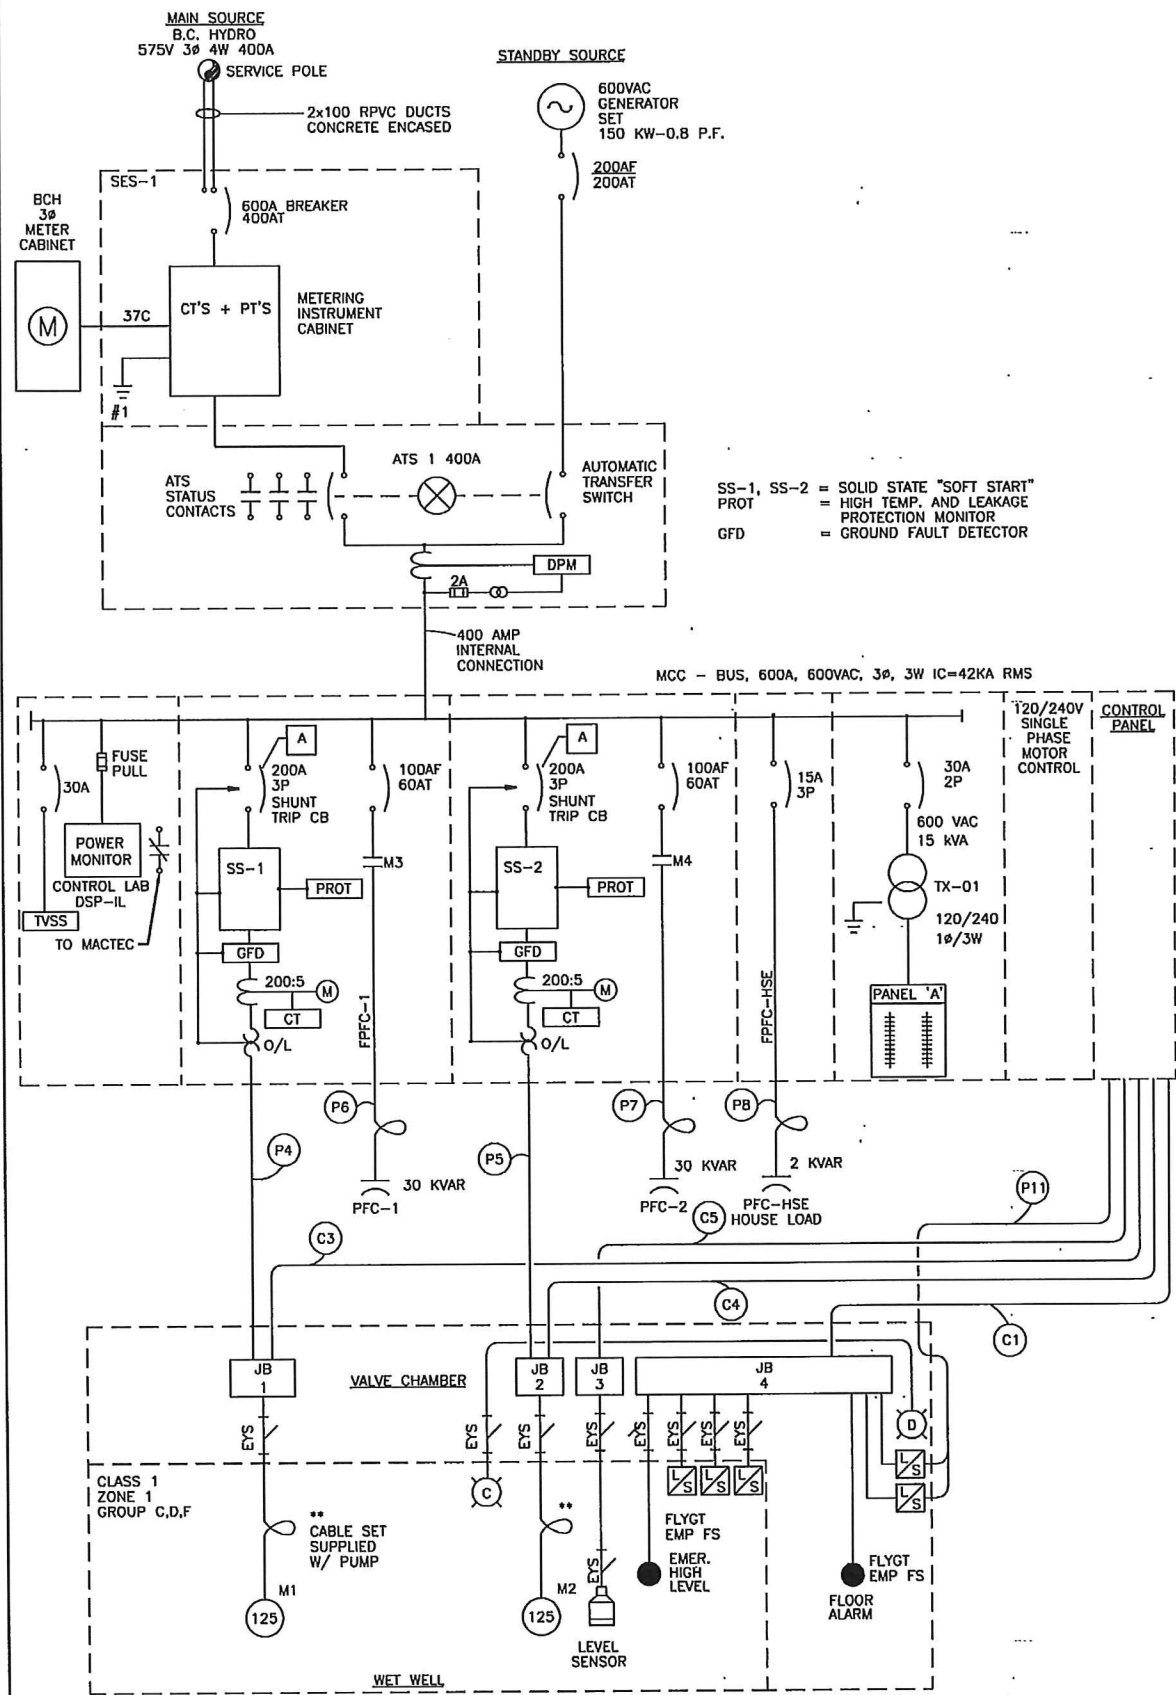 MAIN SOURCE
B.C. HYDRO
575V 3ø 4W 400A
SERVICE POLE
2x100 RPVC DUCTS
CONCRETE ENCASED
STANDBY SOURCE
600VAC
GENERATOR
SET
150 KW-0.8 P.F.
200AF
200AT
SES-1
600A BREAKER
400AT
BCH
3ø
METER
CABINET
M
37C
CT'S + PT'S
METERING
INSTRUMENT
CABINET
#1
ATS
STATUS
CONTACTS
ATS 1 400A
AUTOMATIC
TRANSFER
SWITCH
DPM
2A
SS-1, SS-2 = SOLID STATE "SOFT START"
PROT = HIGH TEMP. AND LEAKAGE
PROTECTION MONITOR
GFD = GROUND FAULT DETECTOR
400 AMP
INTERNAL
CONNECTION
MCC - BUS, 600A, 600VAC, 3ø, 3W IC=42KA RMS
30A
FUSE
PULL
POWER
MONITOR
CONTROL LAB
DSP-IL
TVSS
TO MACTEC
A
200A
3P
SHUNT
TRIP CB
SS-1
PROT
GFD
200:5
M
CT
O/L
100AF
60AT
M3
FPFC-1
A
200A
3P
SHUNT
TRIP CB
SS-2
PROT
GFD
200:5
M
CT
O/L
100AF
60AT
M4
15A
3P
FPFC-HSE
30A
2P
600 VAC
15 kVA
TX-01
120/240
1ø/3W
PANEL 'A'
120/240V
SINGLE
PHASE
MOTOR
CONTROL
CONTROL
PANEL
P4
P6
30 KVAR
PFC-1
P5
P7
30 KVAR
PFC-2
P8
2 KVAR
PFC-HSE
HOUSE LOAD
P11
C3
C5
C4
C1
JB
1
VALVE CHAMBER
JB
2
JB
3
JB
4
EYS
EYS
EYS
EYS
EYS
EYS
EYS
EYS
D
L/S
L/S
CLASS 1
ZONE 1
GROUP C,D,F
C
L/S
L/S
L/S
**
CABLE SET
SUPPLIED
W/ PUMP
**
M1
125
M2
125
EYS
LEVEL
SENSOR
FLYGT
EMP FS
EMER.
HIGH
LEVEL
FLYGT
EMP FS
FLOOR
ALARM
WET WELL